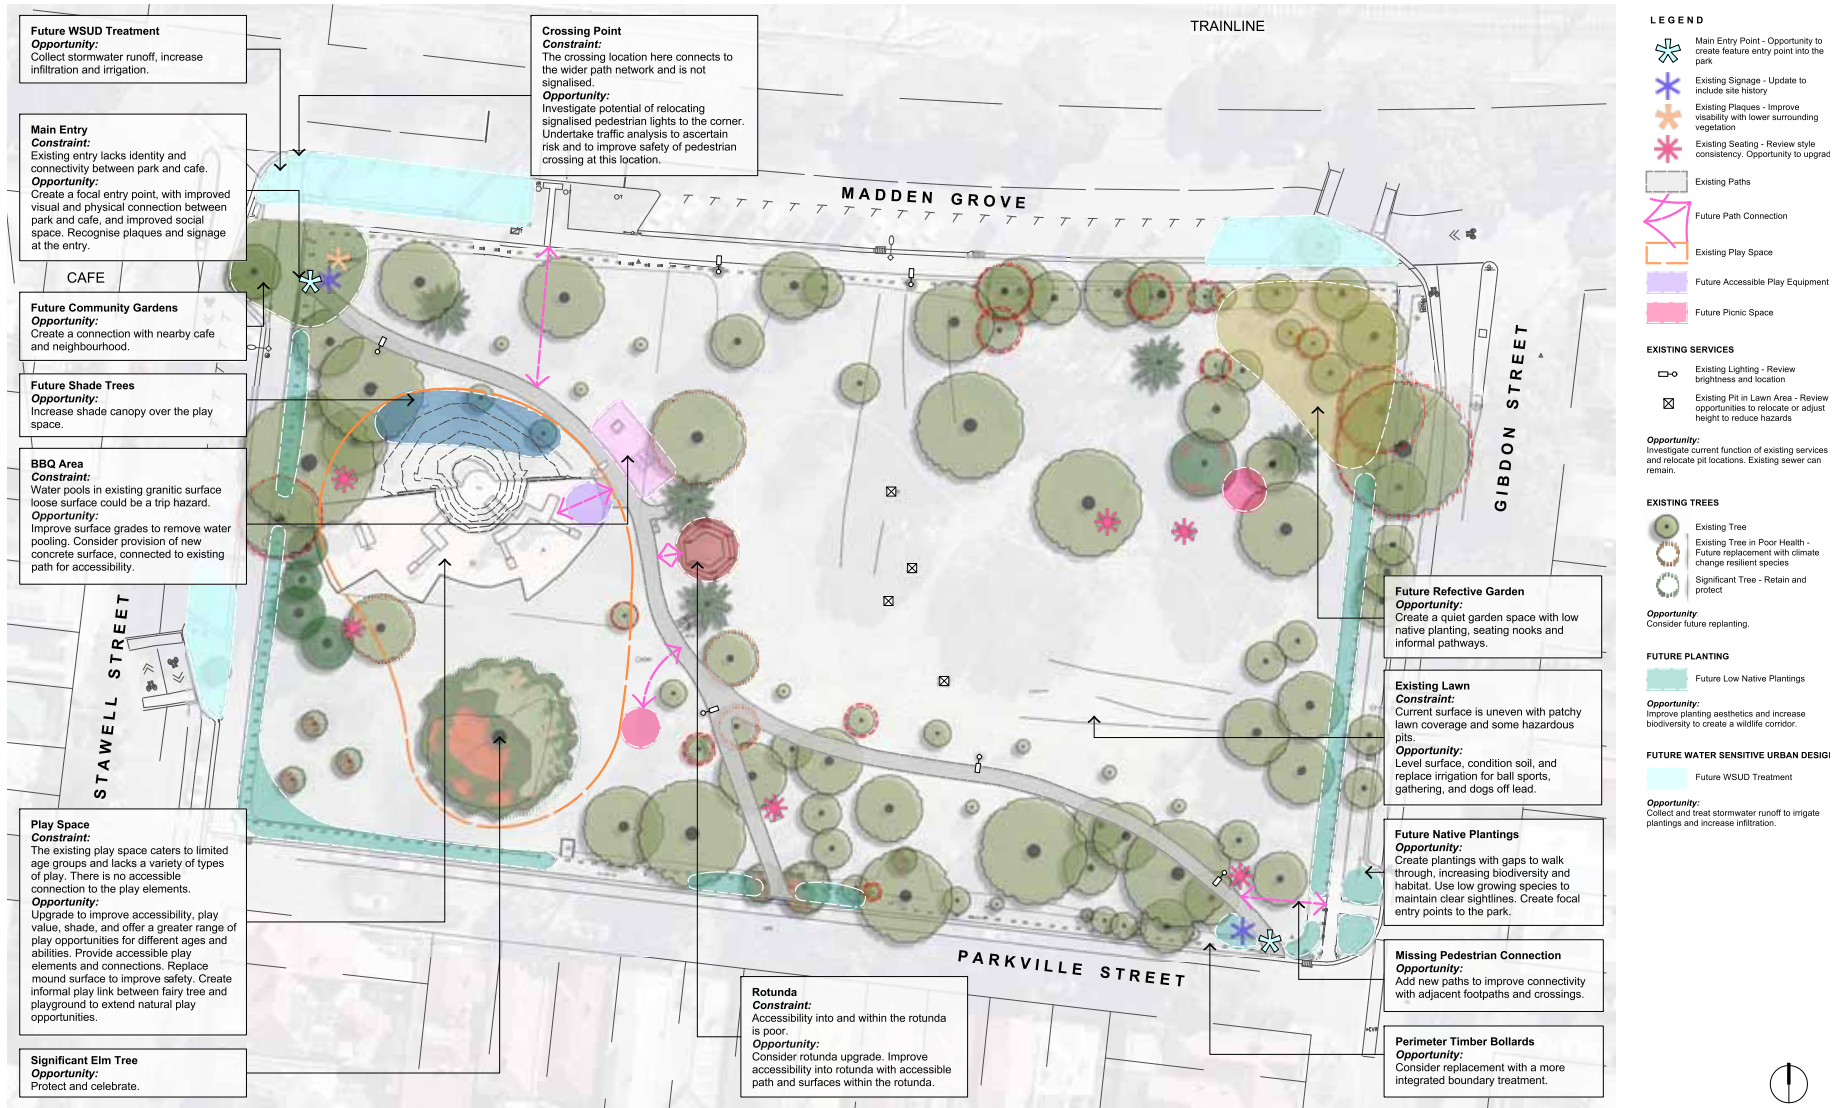 Future WSUD Treatment
Opportunity:
Collect stormwater runoff, increase
infiltration and irrigation.
Crossing Point
Constraint:
The crossing location here connects to
the wider path network and is not
signalised.
Opportunity:
Investigate potential of relocating
signalised pedestrian lights to the corner.
Undertake traffic analysis to ascertain
risk and to improve safety of pedestrian
crossing at this location.
TRAINLINE
Main Entry
Constraint:
Existing entry lacks identity and
connectivity between park and cafe.
Opportunity:
Create a focal entry point, with improved
visual and physical connection between
park and cafe, and improved social
space. Recognise plaques and signage
at the entry.
MADDEN GROVE
CAFE
Future Community Gardens
Opportunity:
Create a connection with nearby cafe
and neighbourhood.
Future Shade Trees
Opportunity:
Increase shade canopy over the play
space.
BBQ Area
Constraint:
Water pools in existing granitic surface
loose surface could be a trip hazard.
Opportunity:
Improve surface grades to remove water
pooling. Consider provision of new
concrete surface, connected to existing
path for accessibility.
STAWELL STREET
GIBDON STREET
Play Space
Constraint:
The existing play space caters to limited
age groups and lacks a variety of types
of play. There is no accessible
connection to the play elements.
Opportunity:
Upgrade to improve accessibility, play
value, shade, and offer a greater range of
play opportunities for different ages and
abilities. Provide accessible play
elements and connections. Replace
mound surface to improve safety. Create
informal play link between fairy tree and
playground to extend natural play
opportunities.
Significant Elm Tree
Opportunity:
Protect and celebrate.
PARKVILLE STREET
Rotunda
Constraint:
Accessibility into and within the rotunda
is poor.
Opportunity:
Consider rotunda upgrade. Improve
accessibility into rotunda with accessible
path and surfaces within the rotunda.
Future Refective Garden
Opportunity:
Create a quiet garden space with low
native planting, seating nooks and
informal pathways.
Existing Lawn
Constraint:
Current surface is uneven with patchy
lawn coverage and some hazardous
pits.
Opportunity:
Level surface, condition soil, and
replace irrigation for ball sports,
gathering, and dogs off lead.
Future Native Plantings
Opportunity:
Create plantings with gaps to walk
through, increasing biodiversity and
habitat. Use low growing species to
maintain clear sightlines. Create focal
entry points to the park.
Missing Pedestrian Connection
Opportunity:
Add new paths to improve connectivity
with adjacent footpaths and crossings.
Perimeter Timber Bollards
Opportunity:
Consider replacement with a more
integrated boundary treatment.
LEGEND
Main Entry Point - Opportunity to
create feature entry point into the
park
Existing Signage - Update to
include site history
Existing Plaques - Improve
visability with lower surrounding
vegetation
Existing Seating - Review style
consistency. Opportunity to upgrad
Existing Paths
Future Path Connection
Existing Play Space
Future Accessible Play Equipment
Future Picnic Space
EXISTING SERVICES
Existing Lighting - Review
brightness and location
Existing Pit in Lawn Area - Review
opportunities to relocate or adjust
height to reduce hazards
Opportunity:
Investigate current function of existing services
and relocate pit locations. Existing sewer can
remain.
EXISTING TREES
Existing Tree
Existing Tree in Poor Health -
Future replacement with climate
change resilient species
Significant Tree - Retain and
protect
Opportunity
Consider future replanting.
FUTURE PLANTING
Future Low Native Plantings
Opportunity:
Improve planting aesthetics and increase
biodiversity to create a wildlife corridor.
FUTURE WATER SENSITIVE URBAN DESIG
Future WSUD Treatment
Opportunity:
Collect and treat stormwater runoff to irrigate
plantings and increase infiltration.